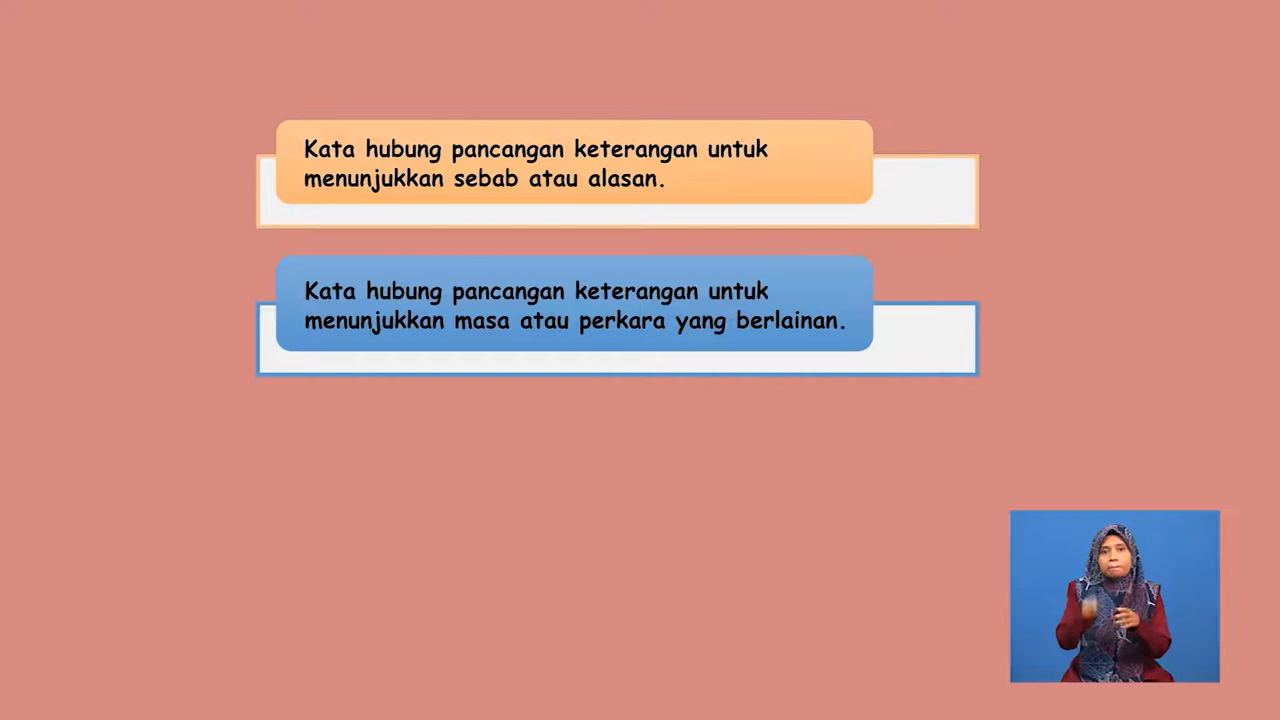 Kata hubung pancangan keterangan untuk
menunjukkan sebab atau alasan.
Kata hubung pancangan keterangan untuk
menunjukkan masa atau perkara yang berlainan.